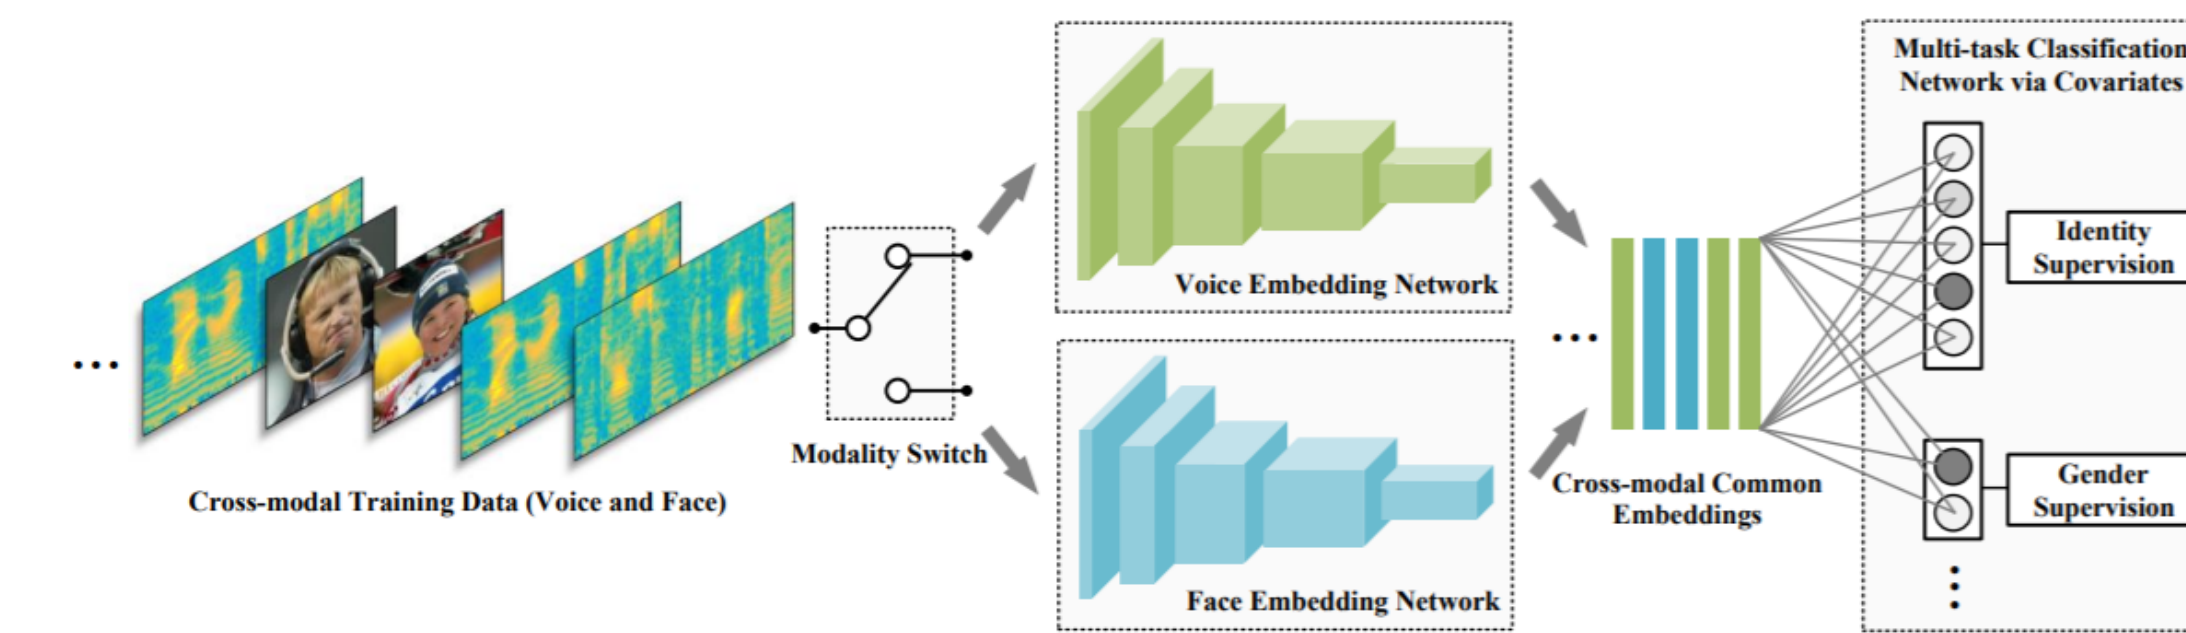 Cross-modal Training Data (Voice and Face)
Modality Switch
Voice Embedding Network
Face Embedding Network
Cross-modal Common
Embeddings
Multi-task Classification
Network via Covariates
Identity
Supervision
Gender
Supervision